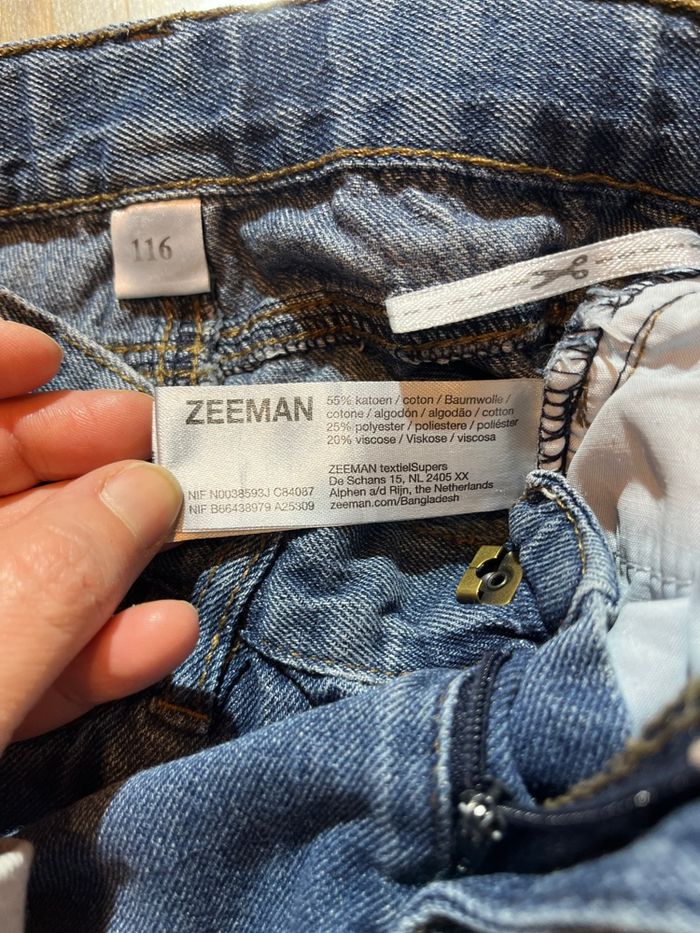 116
ZEEMAN
55% katoen / coton / Baumwolle /
cotone / algodón / algodão / cotton
25% polyester / poliestere / poliéster
20% viscose / Viskose / viscosa
ZEEMAN textielSupers
De Schans 15, NL 2405 XX
Alphen a/d Rijn, the Netherlands
zeeman.com/Bangladesh
NIF N0038593J C84087
NIF B66438979 A25309